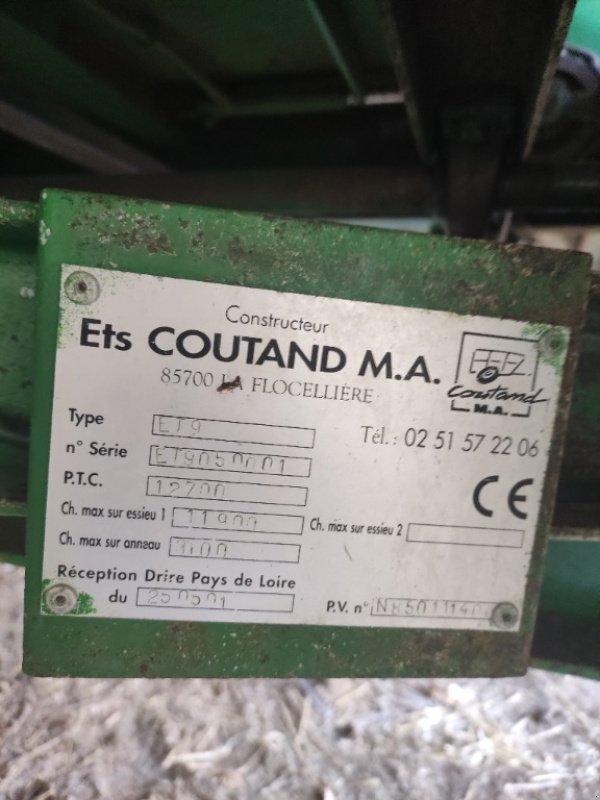 Constructeur
Ets COUTAND M.A.
85700 LA FLOCELLIÈRE
coutand
M.A.
Type ET9
Tél.: 02 51 57 22 06
n° Série ET9050001
P.T.C. 12700
CE
Ch. max sur essieu 1 11900 Ch. max sur essieu 2
Ch. max sur anneau
Réception Drire Pays de Loire
du 250501 P.V. n°